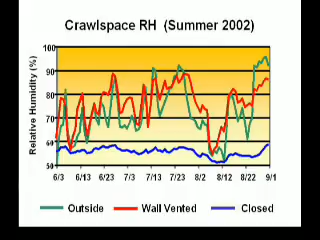 Crawlspace RH (Summer 2002)
Relative Humidity (%)
100
90
80
70
60
50
6/3 6/13 6/23 7/3 7/13 7/23 8/2 8/12 8/22 9/1
Outside Wall Vented Closed